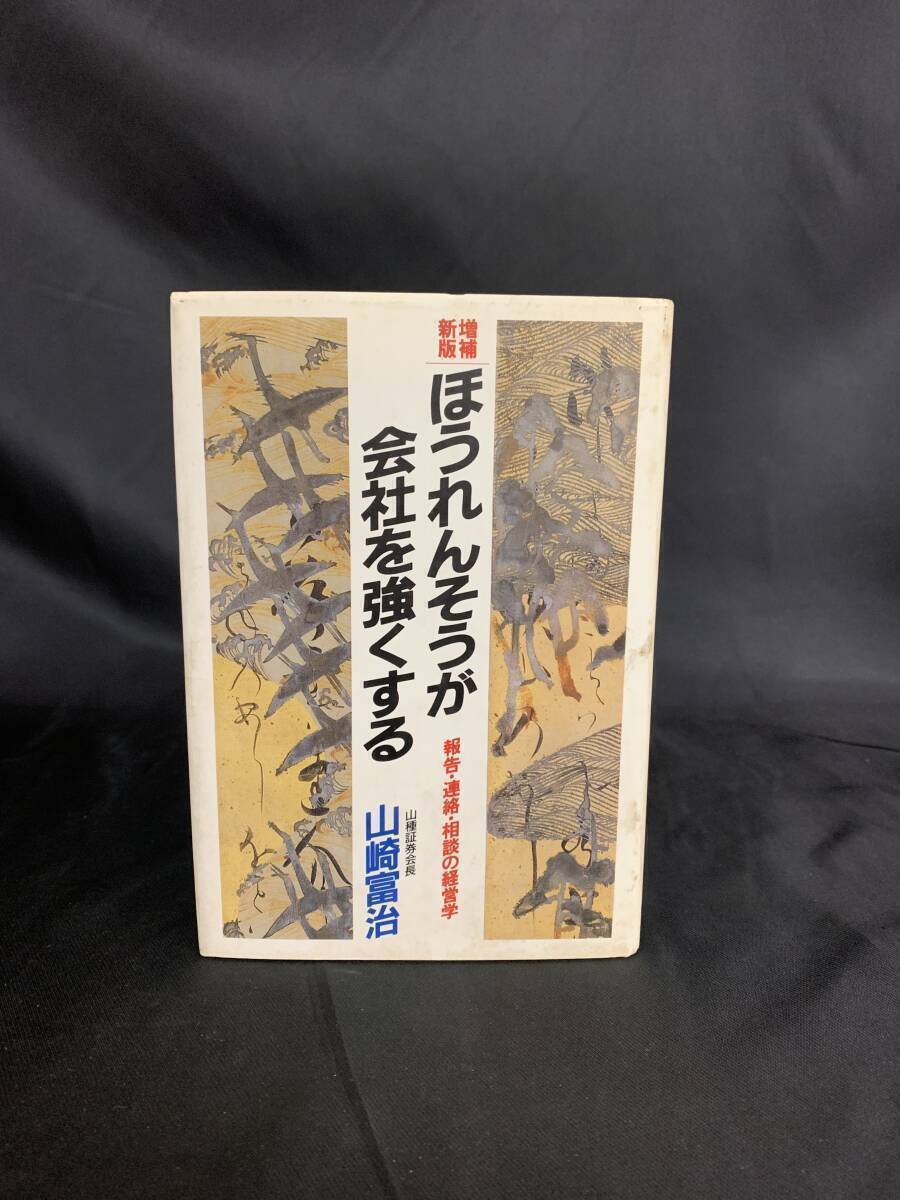 増補
新版
ほうれんそうが
会社を強くする
報告・連絡・相談の経営学
山種証券会長
山崎富治